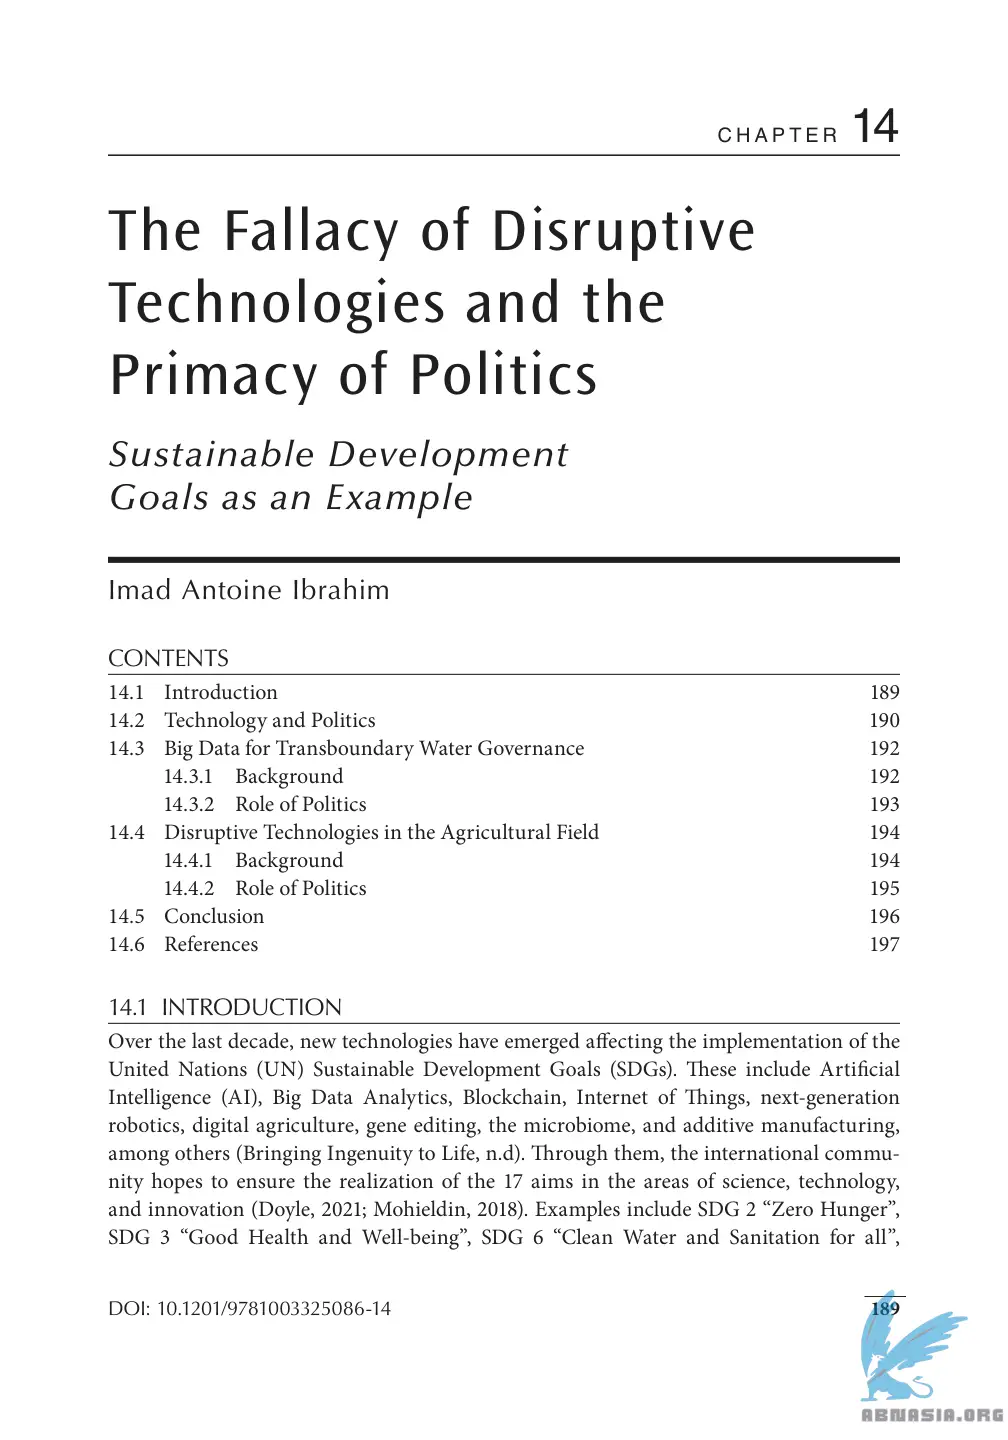 CHAPTER 14
The Fallacy of Disruptive
Technologies and the
Primacy of Politics
Sustainable Development
Goals as an Example
Imad Antoine Ibrahim
CONTENTS
14.1 Introduction 189
14.2 Technology and Politics 190
14.3 Big Data for Transboundary Water Governance 192
14.3.1 Background 192
14.3.2 Role of Politics 193
14.4 Disruptive Technologies in the Agricultural Field 194
14.4.1 Background 194
14.4.2 Role of Politics 195
14.5 Conclusion 196
14.6 References 197
14.1 INTRODUCTION
Over the last decade, new technologies have emerged affecting the implementation of the
United Nations (UN) Sustainable Development Goals (SDGs). These include Artificial
Intelligence (AI), Big Data Analytics, Blockchain, Internet of Things, next-generation
robotics, digital agriculture, gene editing, the microbiome, and additive manufacturing,
among others (Bringing Ingenuity to Life, n.d). Through them, the international commu-
nity hopes to ensure the realization of the 17 aims in the areas of science, technology,
and innovation (Doyle, 2021; Mohieldin, 2018). Examples include SDG 2 “Zero Hunger”,
SDG 3 “Good Health and Well-being”, SDG 6 “Clean Water and Sanitation for all”,
DOI: 10.1201/9781003325086-14 189
ABNASIA.ORG